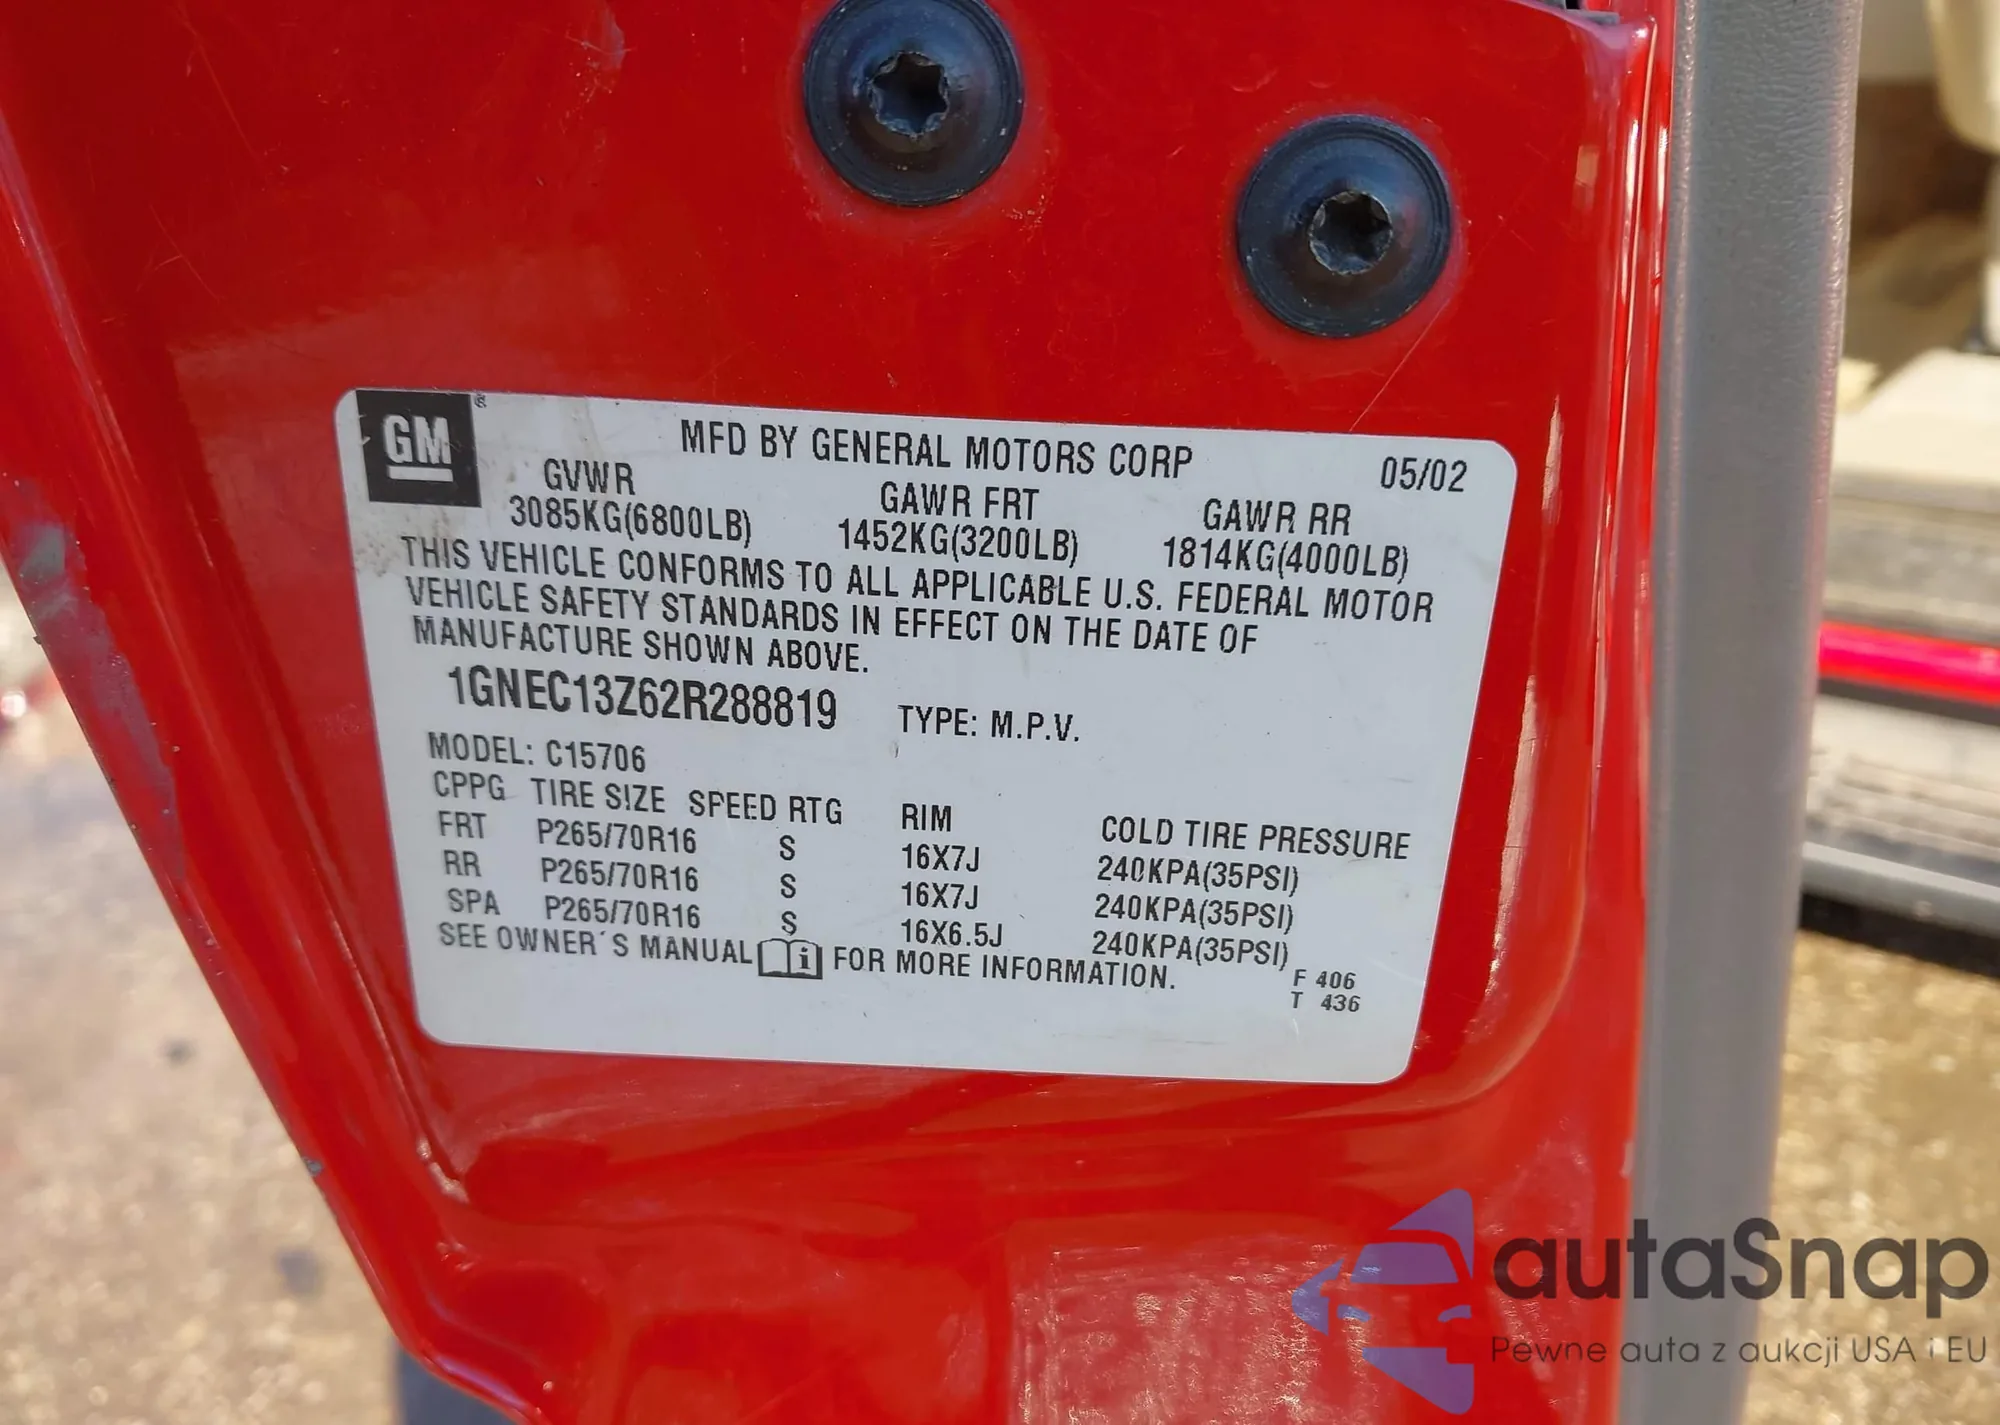 GM®
MFD BY GENERAL MOTORS CORP 05/02
GVWR GAWR FRT GAWR RR
3085KG(6800LB) 1452KG(3200LB) 1814KG(4000LB)
THIS VEHICLE CONFORMS TO ALL APPLICABLE U.S. FEDERAL MOTOR
VEHICLE SAFETY STANDARDS IN EFFECT ON THE DATE OF
MANUFACTURE SHOWN ABOVE.
1GNEC13Z62R288819 TYPE: M.P.V.
MODEL: C15706
CPPG TIRE SIZE SPEED RTG RIM COLD TIRE PRESSURE
FRT P265/70R16 S 16X7J 240KPA(35PSI)
RR P265/70R16 S 16X7J 240KPA(35PSI)
SPA P265/70R16 S 16X6.5J 240KPA(35PSI)
SEE OWNER´S MANUAL i FOR MORE INFORMATION.
F 406
T 436
autaSnap
Pewne auta z aukcji USA i EU